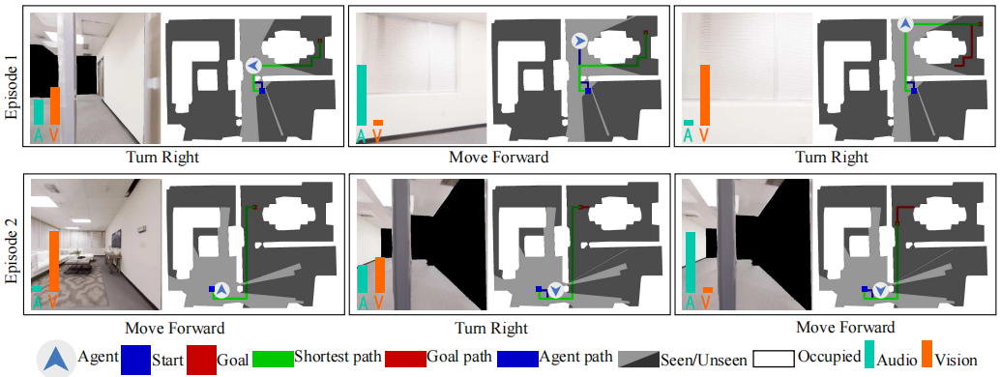 Episode 1
A V
A V
A V
Turn Right
Move Forward
Turn Right
Episode 2
A V
A V
A V
Move Forward
Turn Right
Move Forward
Agent Start Goal Shortest path Goal path Agent path Seen/Unseen Occupied Audio Vision